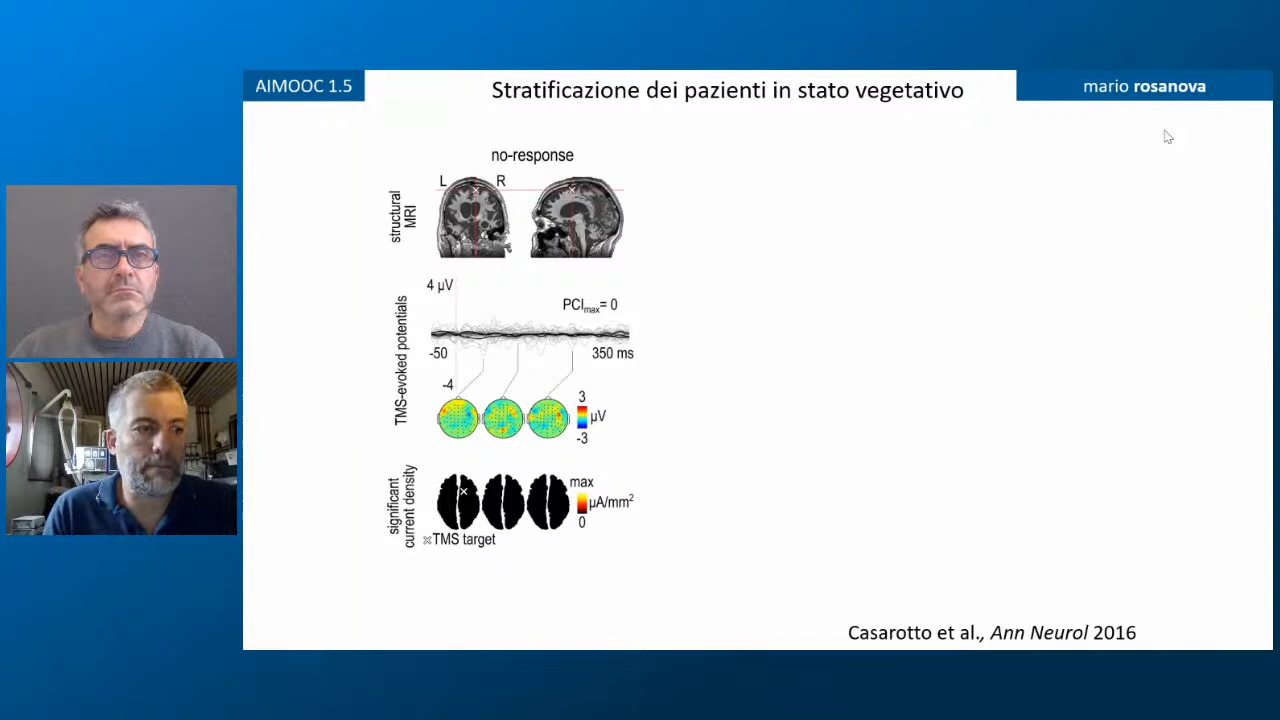 AIMOOC 1.5
Stratificazione dei pazienti in stato vegetativo
mario rosanova
no-response
L
R
structural
MRI
4 µV
PCImax= 0
-50
350 ms
-4
TMS-evoked potentials
3
µV
-3
significant
current density
max
µA/mm²
0
×TMS target
Casarotto et al., Ann Neurol 2016